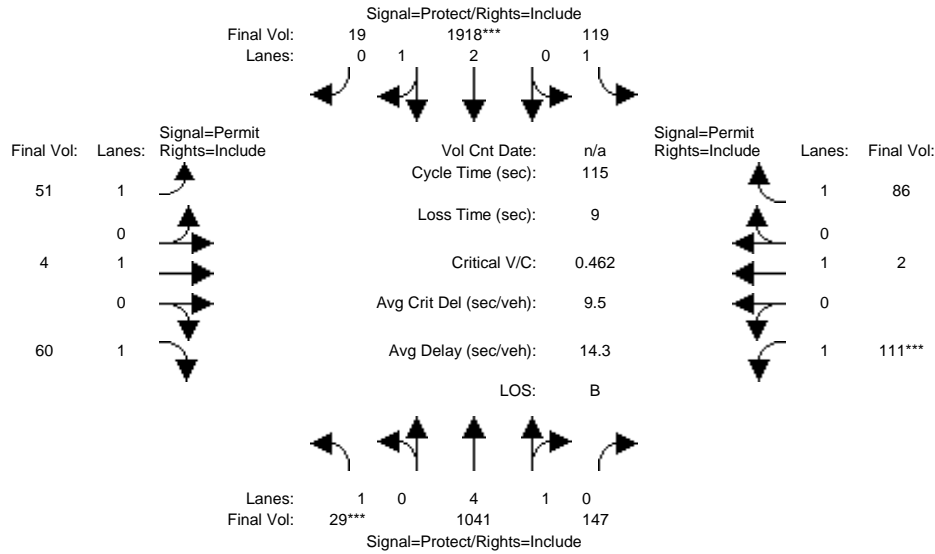 Signal=Protect/Rights=Include
Final Vol: 19 1918*** 119
Lanes: 0 1 2 0 1
Signal=Permit Signal=Permit
Final Vol: Lanes: Rights=Include Vol Cnt Date: n/a Rights=Include Lanes: Final Vol:
Cycle Time (sec): 115
51 1 1 86
Loss Time (sec): 9
0 0
4 1 Critical V/C: 0.462 1 2
0 Avg Crit Del (sec/veh): 9.5 0
60 1 Avg Delay (sec/veh): 14.3 1 111***
LOS: B
Lanes: 1 0 4 1 0
Final Vol: 29*** 1041 147
Signal=Protect/Rights=Include